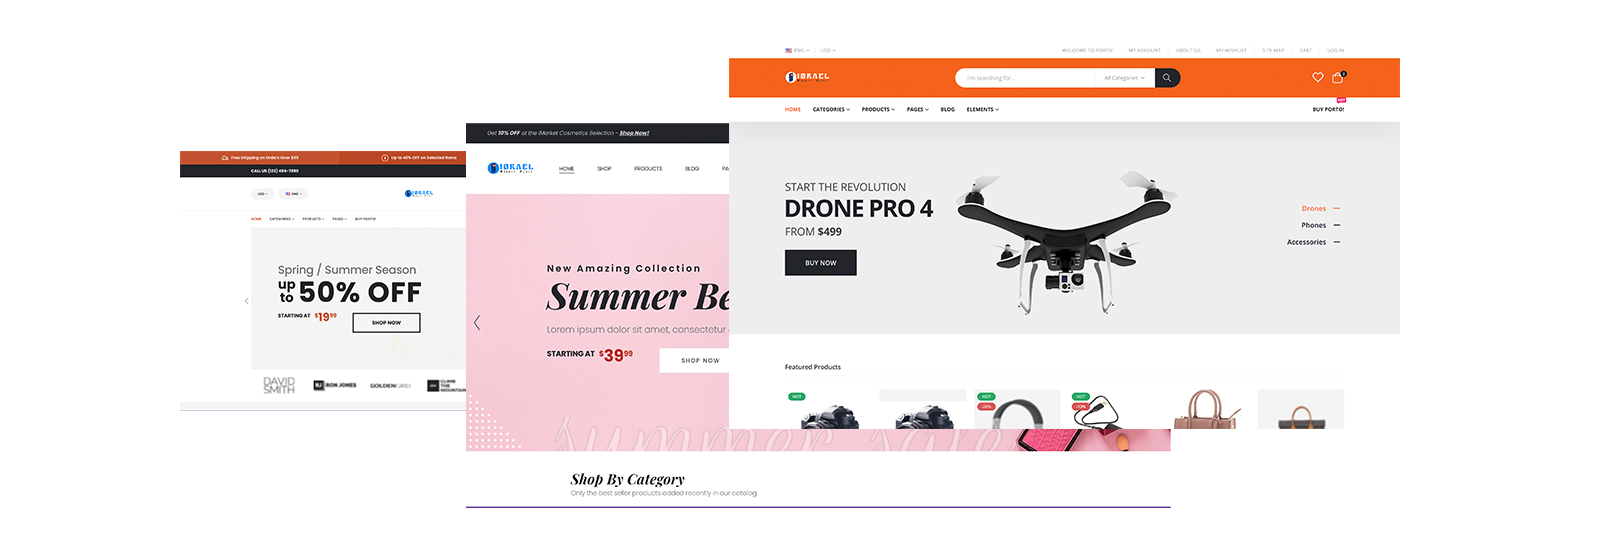 Free Shipping on Orders Over $99
Up to 40% OFF on Selected Items
CALL US (123) 456-7890
USD
ENG
ISRAEL
HOME CATEGORIES PRODUCTS PAGES BUY PORTO!
Spring / Summer Season
up to 50% OFF
STARTING AT $19.99
SHOP NOW
DAVID SMITH
RJ RON JONES
GOLDENGRID
CLIMB THE MOUNTAIN
Get 10% OFF at the iMarket Cosmetics Selection - Shop Now!
HOME SHOP PRODUCTS BLOG PA
New Amazing Collection
Summer Be
Lorem ipsum dolor sit amet, consectetur
STARTING AT $39.99
SHOP NOW
summer sale
Shop By Category
Only the best seller products added recently in our catalog
ENG USD
WELCOME TO PORTO! MY ACCOUNT ABOUT US MY WISHLIST SITE MAP CART LOG IN
I'm searching for..
All Categories
HOT
HOME CATEGORIES PRODUCTS PAGES BLOG ELEMENTS BUY PORTO!
START THE REVOLUTION
DRONE PRO 4
FROM $499
BUY NOW
Drones
Phones
Accessories
Featured Products
HOT
HOT
-25%
HOT